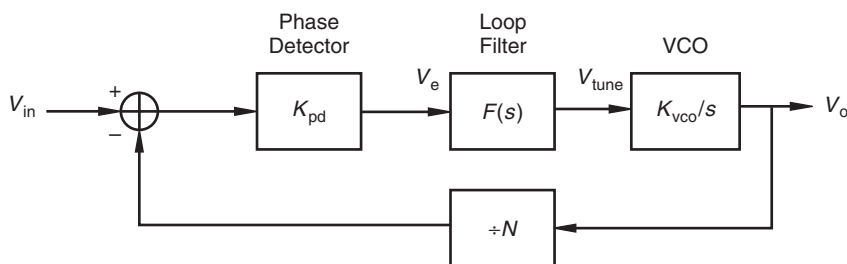 Phase
Detector
Loop
Filter
VCO
V_in
+
−
K_pd
V_e
F(s)
V_tune
K_vco/s
V_o
÷N